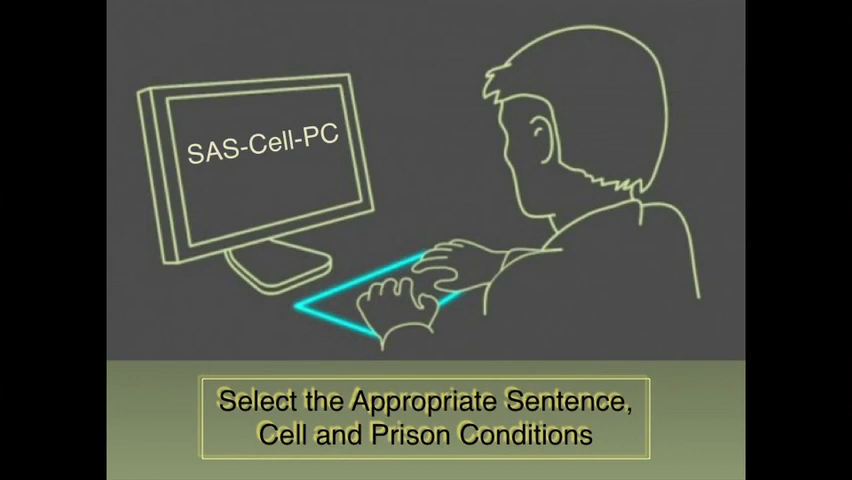 SAS-Cell-PC
Select the Appropriate Sentence,
Cell and Prison Conditions